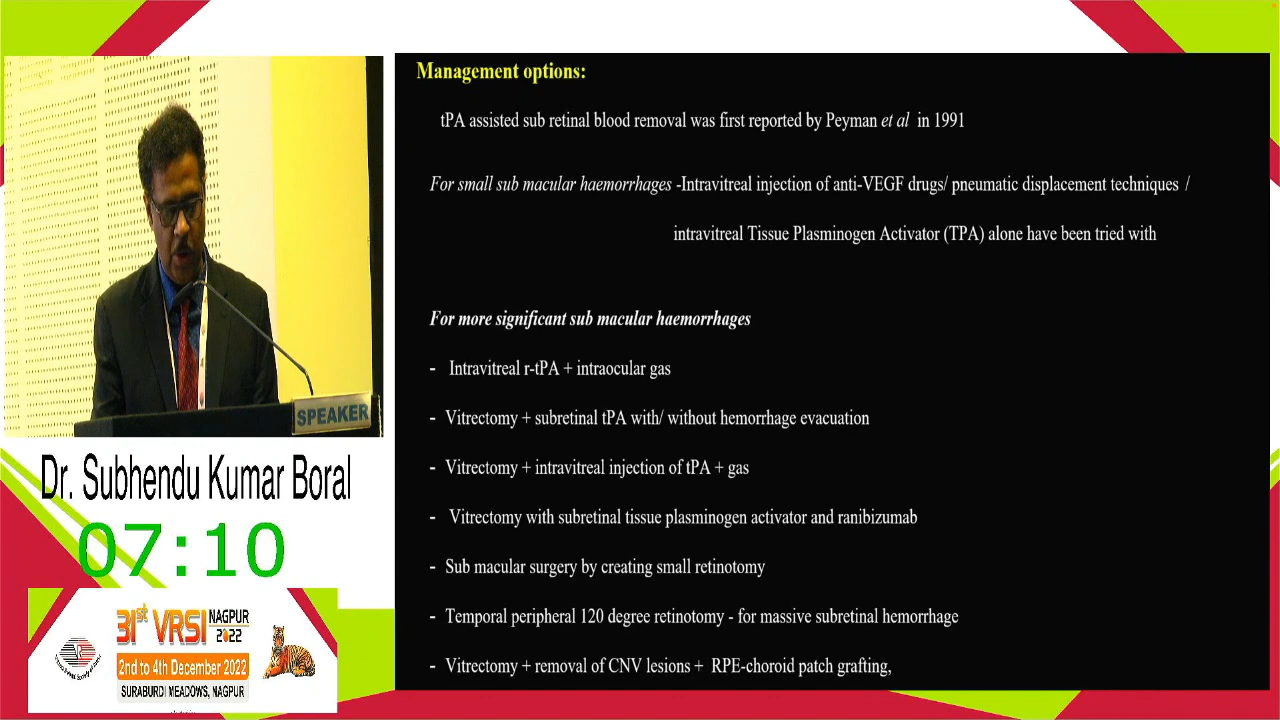 Management options:
tPA assisted sub retinal blood removal was first reported by Peyman et al in 1991
For small sub macular haemorrhages -Intravitreal injection of anti-VEGF drugs/ pneumatic displacement techniques /
intravitreal Tissue Plasminogen Activator (TPA) alone have been tried with
For more significant sub macular haemorrhages
- Intravitreal r-tPA + intraocular gas
- Vitrectomy + subretinal tPA with/ without hemorrhage evacuation
- Vitrectomy + intravitreal injection of tPA + gas
- Vitrectomy with subretinal tissue plasminogen activator and ranibizumab
- Sub macular surgery by creating small retinotomy
- Temporal peripheral 120 degree retinotomy - for massive subretinal hemorrhage
- Vitrectomy + removal of CNV lesions + RPE-choroid patch grafting,
SPEAKER
Dr. Subhendu Kumar Boral
07:10
31st VRSI NAGPUR 2022
2nd to 4th December 2022
SURABURDI MEADOWS, NAGPUR